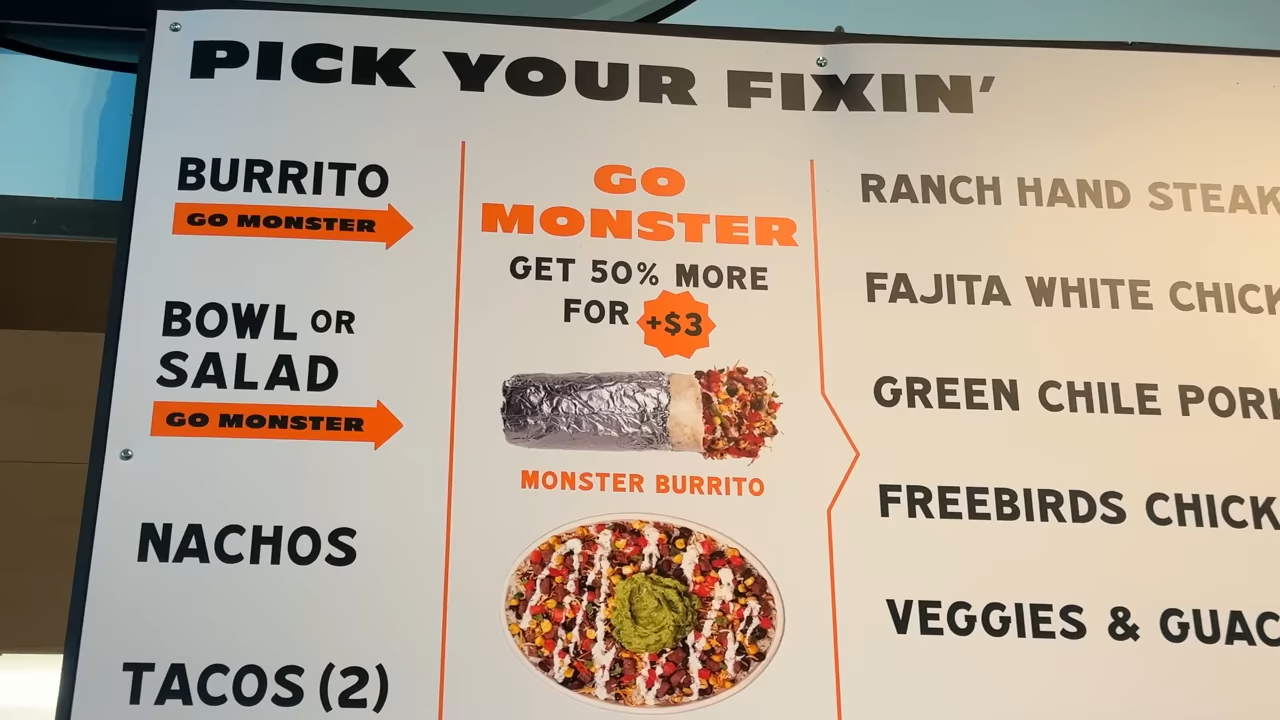 PICK YOUR FIXIN'
BURRITO
GO MONSTER
BOWL OR
SALAD
GO MONSTER
NACHOS
TACOS (2)
GO
MONSTER
GET 50% MORE
FOR +$3
MONSTER BURRITO
RANCH HAND STEAK
FAJITA WHITE
GREEN CHILE
FREEBIRDS
VEGGIES & GUAC